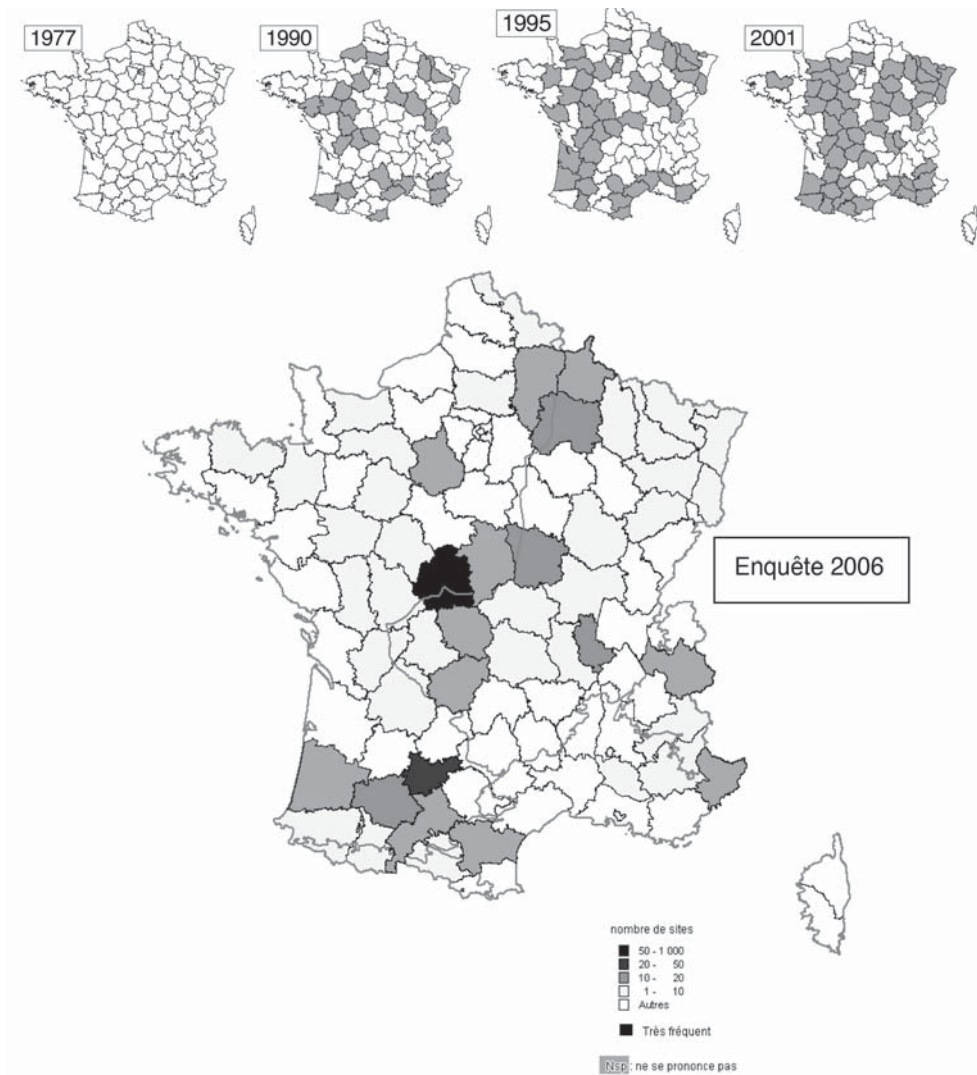 1977
1990
1995
2001
Enquête 2006
nombre de sites
50 - 1 000
20 - 50
10 - 20
1 - 10
Autres
Très fréquent
Nsp : ne se prononce pas